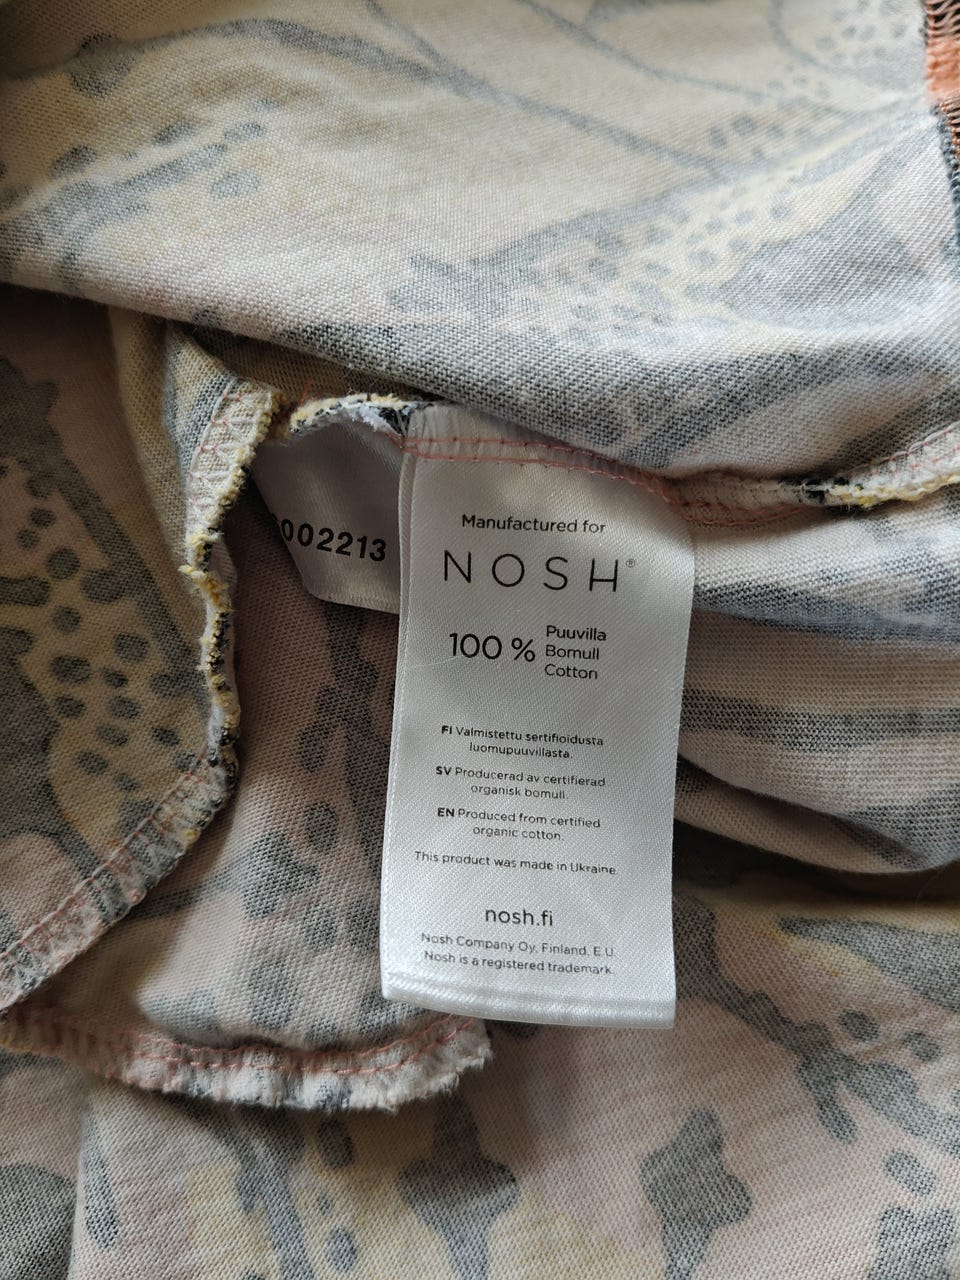 002213
Manufactured for
NOSH®
100 %
Puuvilla
Bomull
Cotton
FI Valmistettu sertifioidusta
luomupuuvillasta.
SV Producerad av certifierad
organisk bomull.
EN Produced from certified
organic cotton.
This product was made in Ukraine.
nosh.fi
Nosh Company Oy, Finland, E.U.
Nosh is a registered trademark.